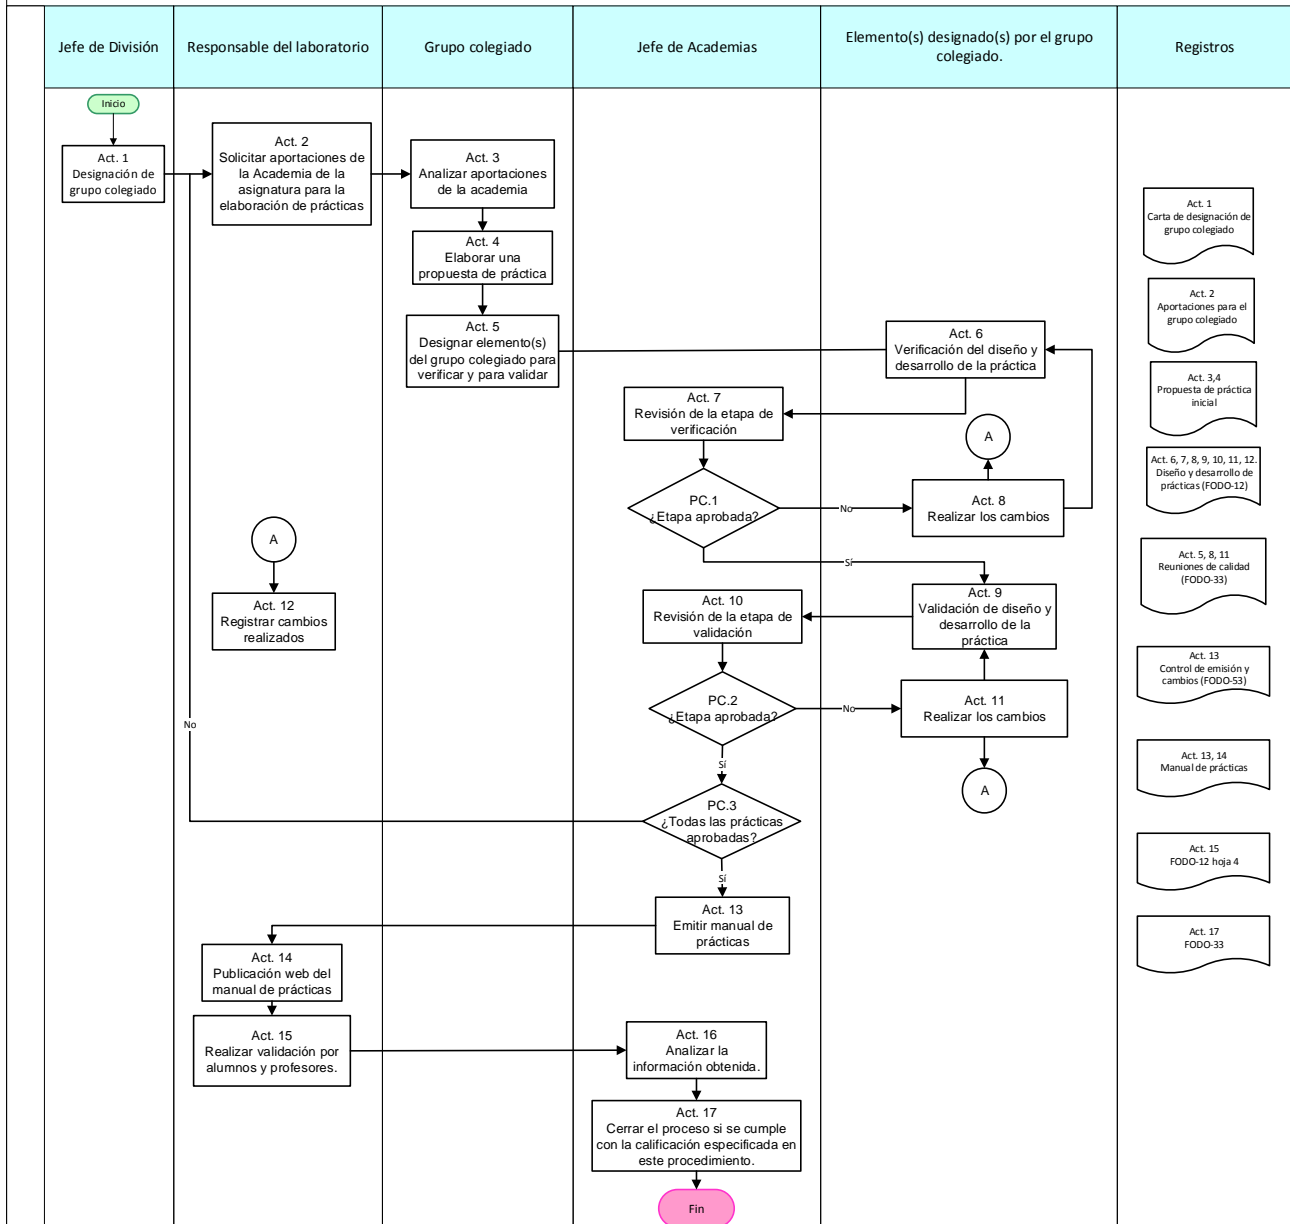 Jefe de División
Responsable del laboratorio
Grupo colegiado
Jefe de Academias
Elemento(s) designado(s) por el grupo
colegiado.
Registros
Inicio
Act. 1
Designación de
grupo colegiado
Act. 2
Solicitar aportaciones de
la Academia de la
asignatura para la
elaboración de prácticas
Act. 3
Analizar aportaciones
de la academia
Act. 4
Elaborar una
propuesta de práctica
Act. 5
Designar elemento(s)
del grupo colegiado para
verificar y para validar
Act. 6
Verificación del diseño y
desarrollo de la práctica
Act. 7
Revisión de la etapa de
verificación
PC.1
¿Etapa aprobada?
No
Act. 8
Realizar los cambios
A
Sí
A
Act. 12
Registrar cambios
realizados
Act. 9
Validación de diseño y
desarrollo de la
práctica
Act. 10
Revisión de la etapa de
validación
PC.2
¿Etapa aprobada?
No
Act. 11
Realizar los cambios
A
Sí
PC.3
¿Todas las prácticas
aprobadas?
No
Sí
Act. 13
Emitir manual de
prácticas
Act. 14
Publicación web del
manual de prácticas
Act. 15
Realizar validación por
alumnos y profesores.
Act. 16
Analizar la
información obtenida.
Act. 17
Cerrar el proceso si se cumple
con la calificación especificada en
este procedimiento.
Fin
Act. 1
Carta de designación de
grupo colegiado
Act. 2
Aportaciones para el
grupo colegiado
Act. 3,4
Propuesta de práctica
inicial
Act. 6, 7, 8, 9, 10, 11, 12.
Diseño y desarrollo de
prácticas (FODO-12)
Act. 5, 8, 11
Reuniones de calidad
(FODO-33)
Act. 13
Control de emisión y
cambios (FODO-53)
Act. 13, 14
Manual de prácticas
Act. 15
FODO-12 hoja 4
Act. 17
FODO-33